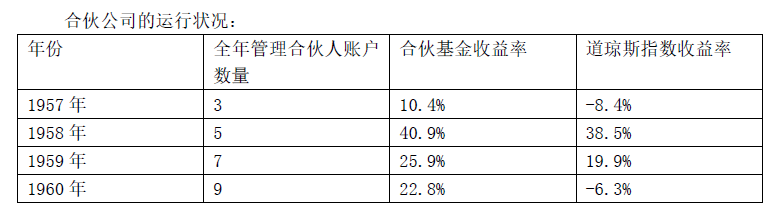 合伙公司的运行状况：
年份 全年管理合伙人账户数量 合伙基金收益率 道琼斯指数收益率
1957 年 3 10.4% -8.4%
1958 年 5 40.9% 38.5%
1959 年 7 25.9% 19.9%
1960 年 9 22.8% -6.3%